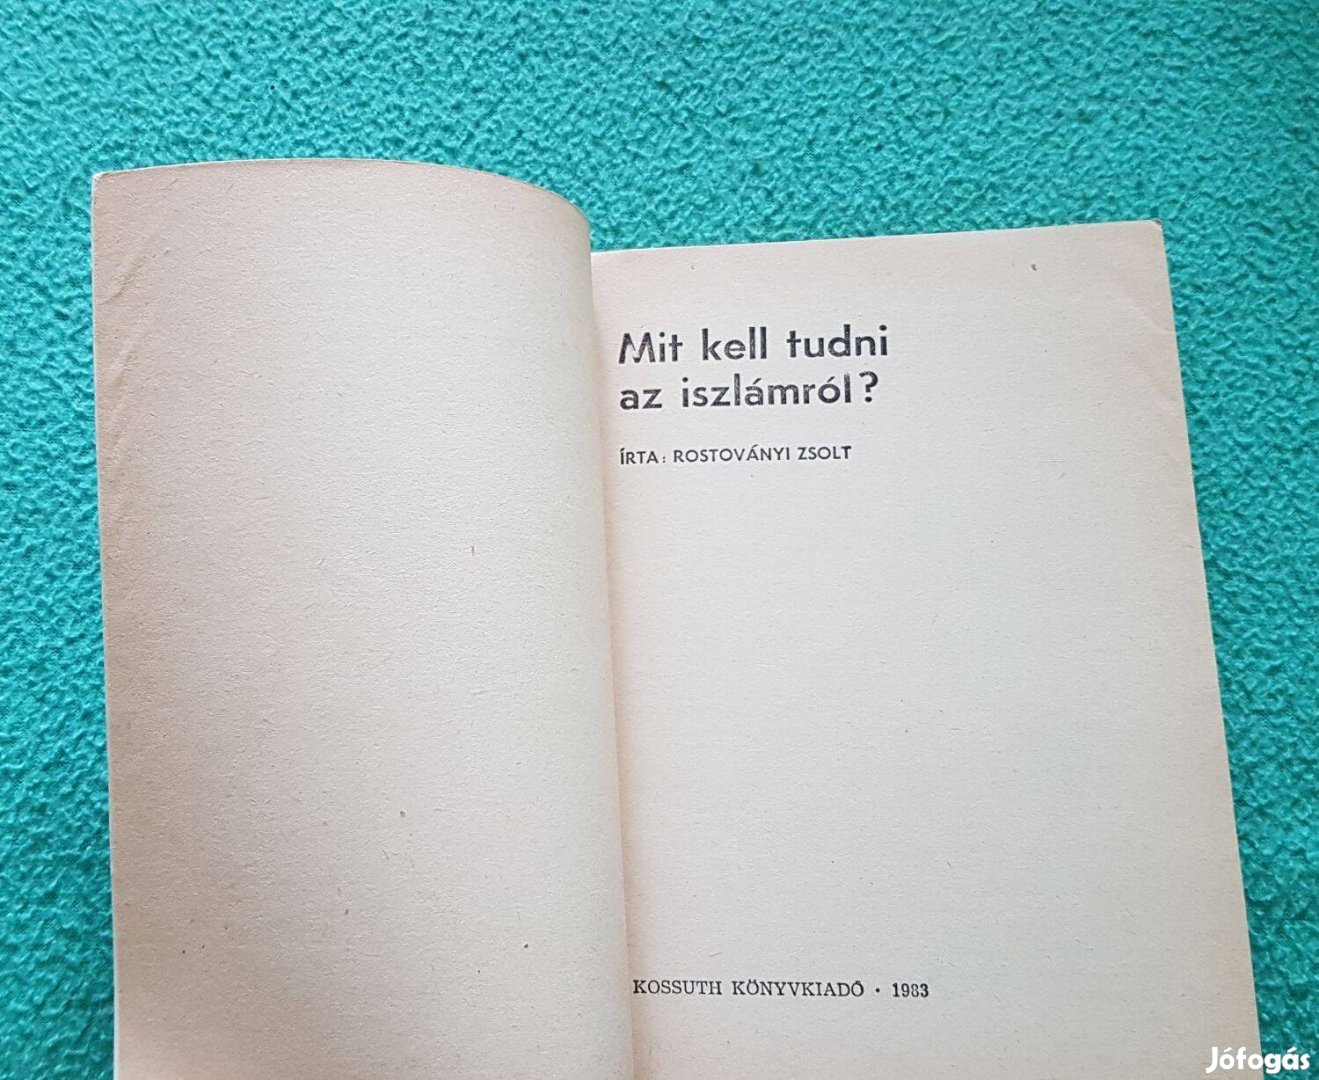 Mit kell tudni
az iszlámról?
ÍRTA: ROSTOVÁNYI ZSOLT
KOSSUTH KÖNYVKIADÓ • 1983
Jófogás